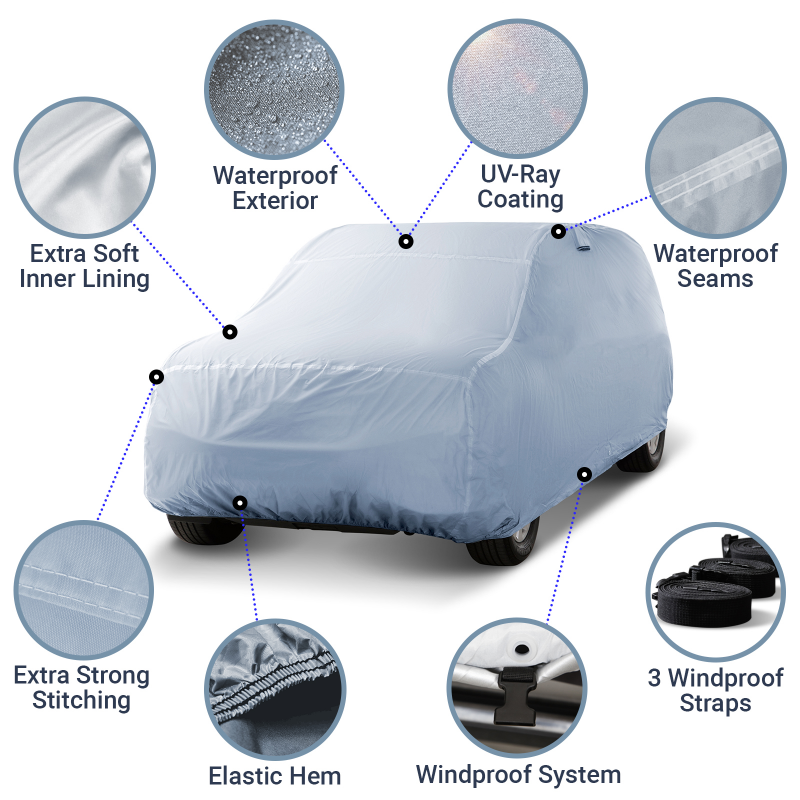 Waterproof
Exterior
UV-Ray
Coating
Extra Soft
Inner Lining
Waterproof
Seams
Extra Strong
Stitching
3 Windproof
Straps
Elastic Hem
Windproof System